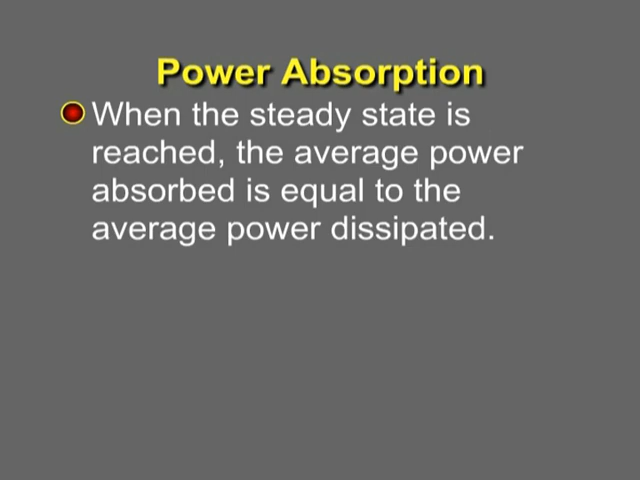 Power Absorption
When the steady state is
reached, the average power
absorbed is equal to the
average power dissipated.